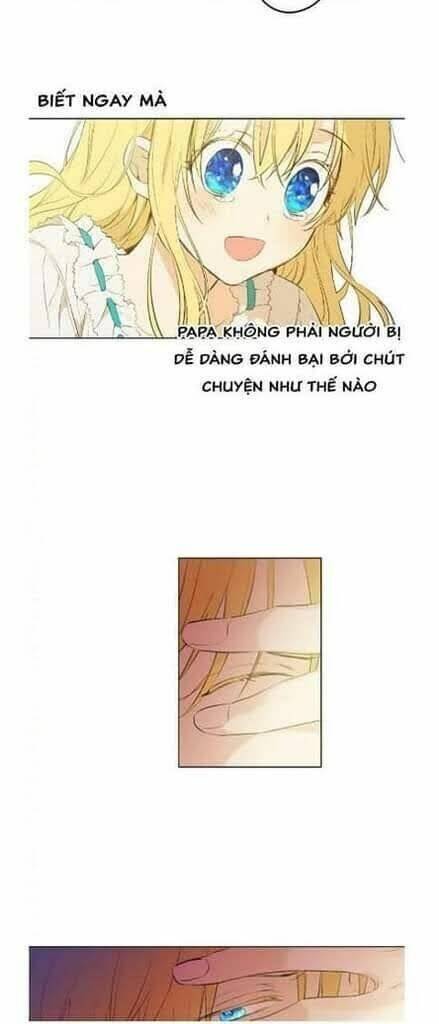 BIẾT NGAY MÀ
PAPA KHÔNG PHẢI NGƯỜI BỊ
DỄ DÀNG ĐÁNH BẠI BỞI CHÚT
CHUYỆN NHƯ THẾ NÀO